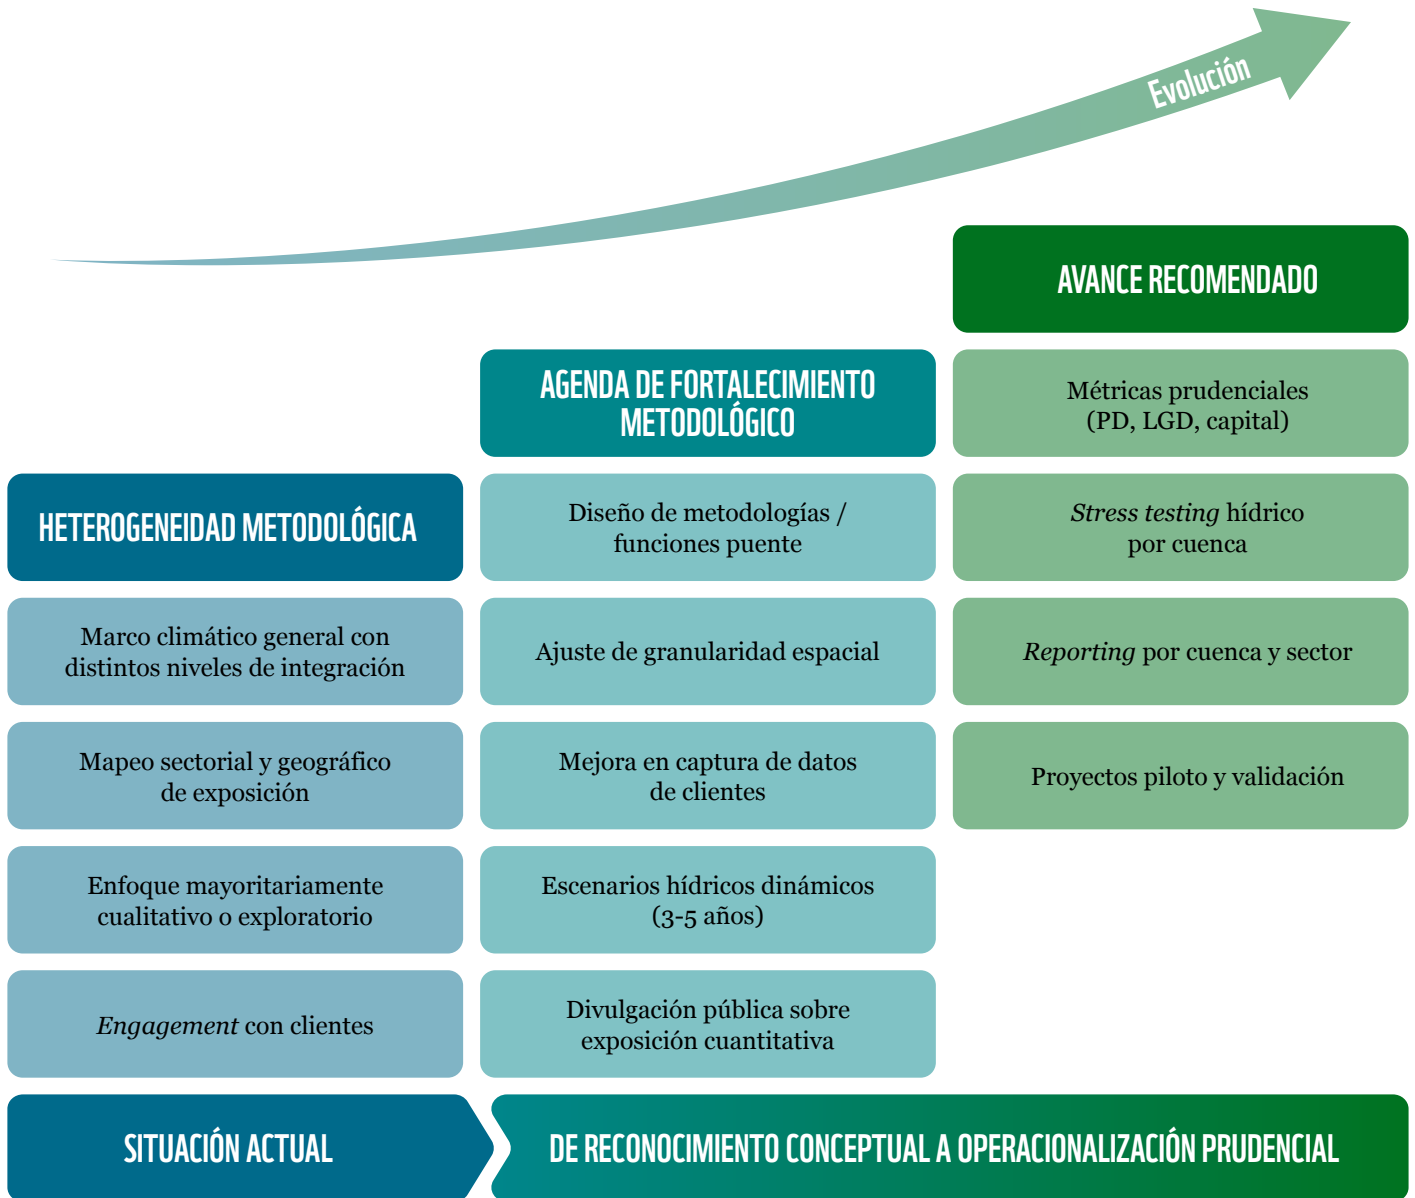 Evolución
HETEROGENEIDAD METODOLÓGICA
Marco climático general con
distintos niveles de integración
Mapeo sectorial y geográfico
de exposición
Enfoque mayoritariamente
cualitativo o exploratorio
Engagement con clientes
SITUACIÓN ACTUAL
AGENDA DE FORTALECIMIENTO
METODOLÓGICO
Diseño de metodologías /
funciones puente
Ajuste de granularidad espacial
Mejora en captura de datos
de clientes
Escenarios hídricos dinámicos
(3-5 años)
Divulgación pública sobre
exposición cuantitativa
AVANCE RECOMENDADO
Métricas prudenciales
(PD, LGD, capital)
Stress testing hídrico
por cuenca
Reporting por cuenca y sector
Proyectos piloto y validación
DE RECONOCIMIENTO CONCEPTUAL A OPERACIONALIZACIÓN PRUDENCIAL